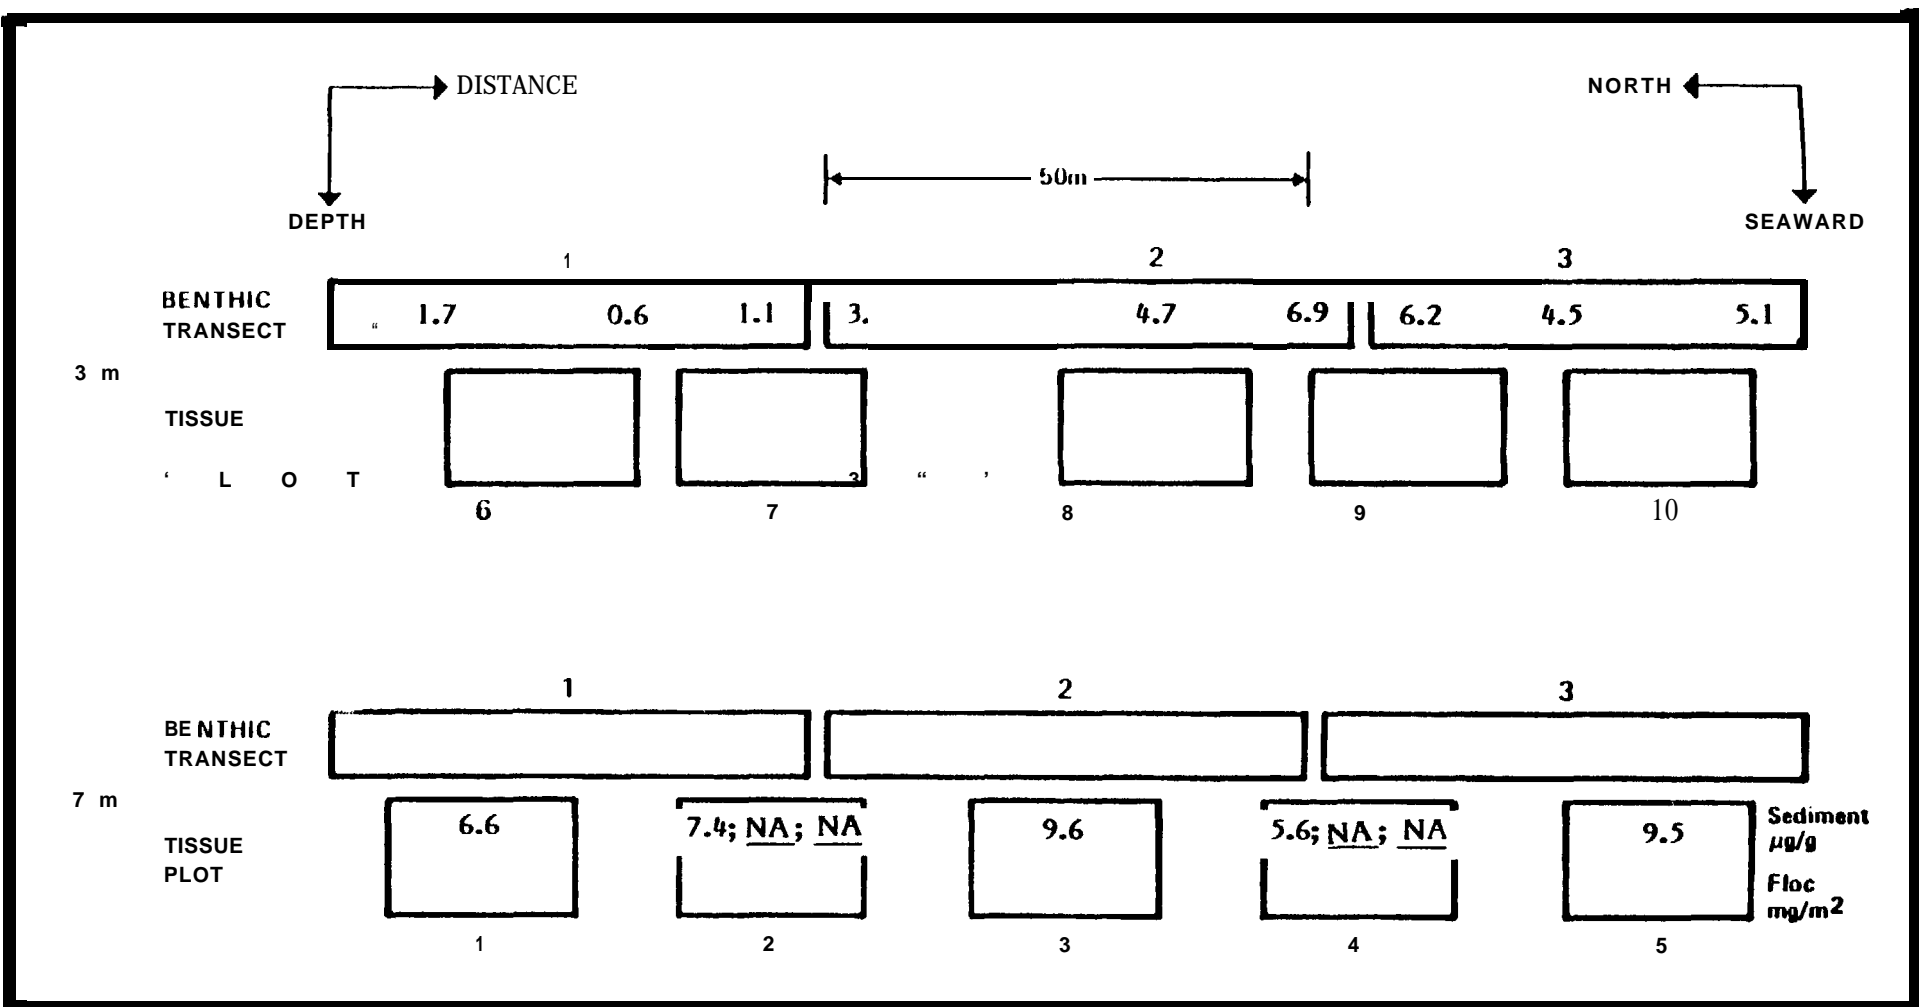 DISTANCE
NORTH
50m
DEPTH
SEAWARD
1 2 3
BENTHIC
TRANSECT “ 1.7 0.6 1.1 3. 4.7 6.9 6.2 4.5 5.1
3 m
TISSUE
‘ L O T 3 “ ’
6 7 8 9 10
1 2 3
BENTHIC
TRANSECT
7 m
6.6 7.4; NA; NA 9.6 5.6; NA; NA 9.5 Sediment
µg/g
TISSUE
PLOT
Floc
mg/m²
1 2 3 4 5